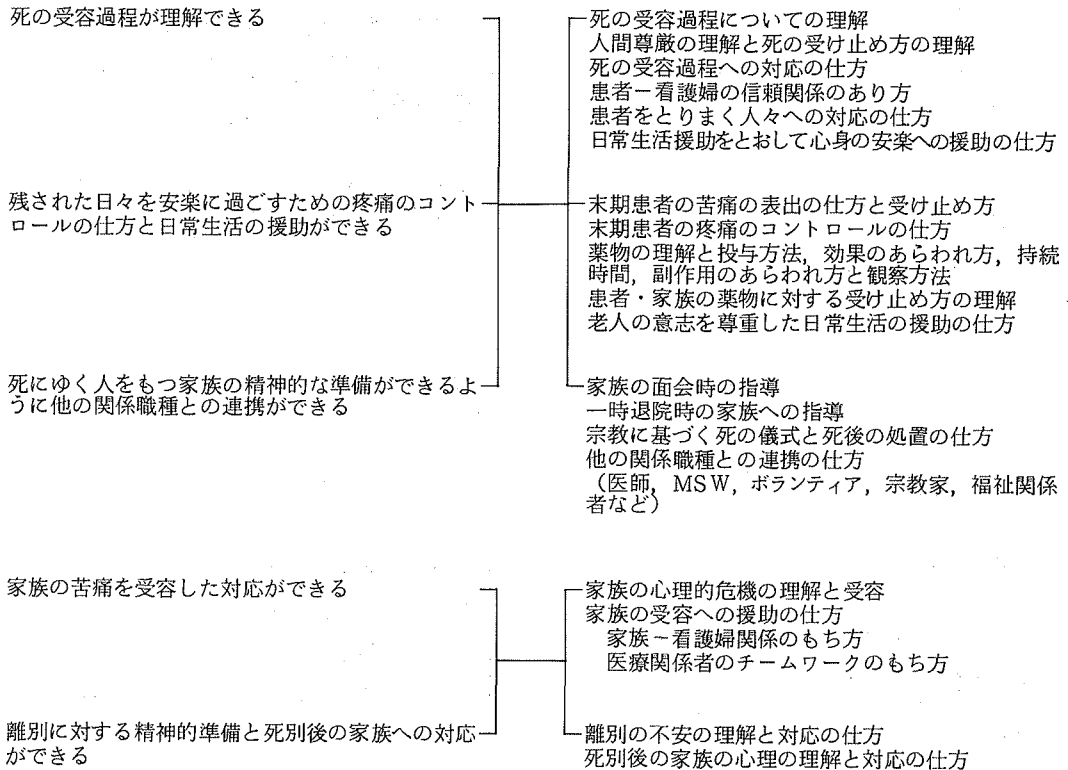 死の受容過程が理解できる
死の受容過程についての理解
人間尊厳の理解と死の受け止め方の理解
死の受容過程への対応の仕方
患者－看護婦の信頼関係のあり方
患者をとりまく人々への対応の仕方
日常生活援助をとおして心身の安楽への援助の仕方
残された日々を安楽に過ごすための疼痛のコント
ロールの仕方と日常生活の援助ができる
末期患者の苦痛の表出の仕方と受け止め方
末期患者の疼痛のコントロールの仕方
薬物の理解と投与方法，効果のあらわれ方，持続
時間，副作用のあらわれ方と観察方法
患者・家族の薬物に対する受け止め方の理解
老人の意志を尊重した日常生活の援助の仕方
死にゆく人をもつ家族の精神的な準備ができるよ
うに他の関係職種との連携ができる
家族の面会時の指導
一時退院時の家族への指導
宗教に基づく死の儀式と死後の処置の仕方
他の関係職種との連携の仕方
（医師，MSW，ボランティア，宗教家，福祉関係
者など）
家族の苦痛を受容した対応ができる
家族の心理的危機の理解と受容
家族の受容への援助の仕方
家族－看護婦関係のもち方
医療関係者のチームワークのもち方
離別に対する精神的準備と死別後の家族への対応
ができる
離別の不安の理解と対応の仕方
死別後の家族の心理の理解と対応の仕方